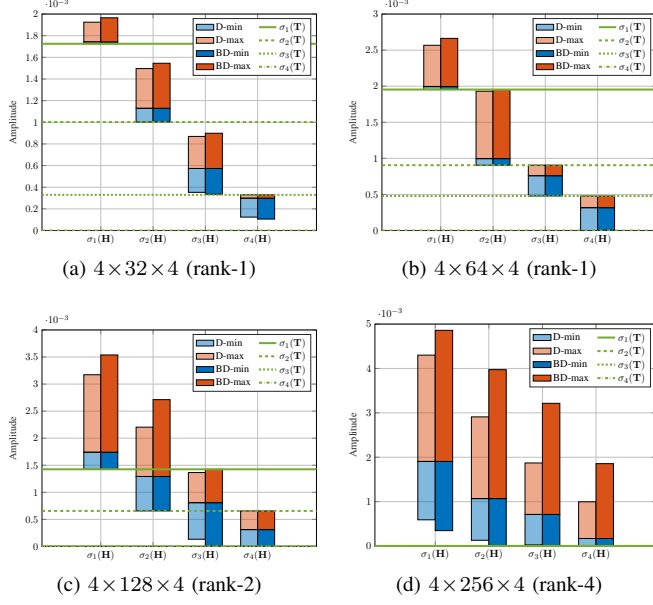 ·10⁻³
2
1.8
1.6
1.4
1.2
1
0.8
0.6
0.4
0.2
0
Amplitude
D-min
D-max
BD-min
BD-max
σ₁(T)
σ₂(T)
σ₃(T)
σ₄(T)
σ₁(H) σ₂(H) σ₃(H) σ₄(H)
(a) 4×32×4 (rank-1)
·10⁻³
3
2.5
2
1.5
1
0.5
0
Amplitude
D-min
D-max
BD-min
BD-max
σ₁(T)
σ₂(T)
σ₃(T)
σ₄(T)
σ₁(H) σ₂(H) σ₃(H) σ₄(H)
(b) 4×64×4 (rank-1)
·10⁻³
4
3.5
3
2.5
2
1.5
1
0.5
0
Amplitude
D-min
D-max
BD-min
BD-max
σ₁(T)
σ₂(T)
σ₃(T)
σ₄(T)
σ₁(H) σ₂(H) σ₃(H) σ₄(H)
(c) 4×128×4 (rank-2)
·10⁻³
5
4
3
2
1
0
Amplitude
D-min
D-max
BD-min
BD-max
σ₁(T)
σ₂(T)
σ₃(T)
σ₄(T)
σ₁(H) σ₂(H) σ₃(H) σ₄(H)
(d) 4×256×4 (rank-4)